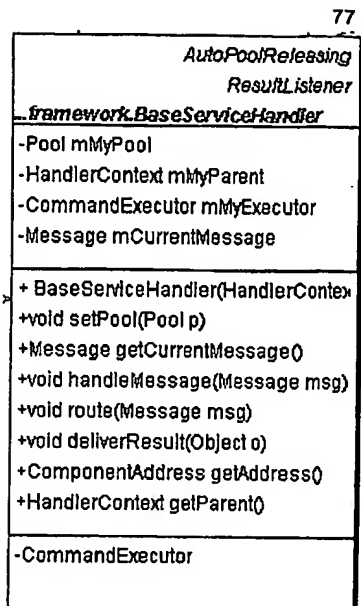 77
AutoPoolReleasing
ResultListener
...framework.BaseServiceHandler
-Pool mMyPool
-HandlerContext mMyParent
-CommandExecutor mMyExecutor
-Message mCurrentMessage
+ BaseServiceHandler(HandlerContex
+void setPool(Pool p)
+Message getCurrentMessage()
+void handleMessage(Message msg)
+void route(Message msg)
+void deliverResult(Object o)
+ComponentAddress getAddress()
+HandlerContext getParent()
-CommandExecutor